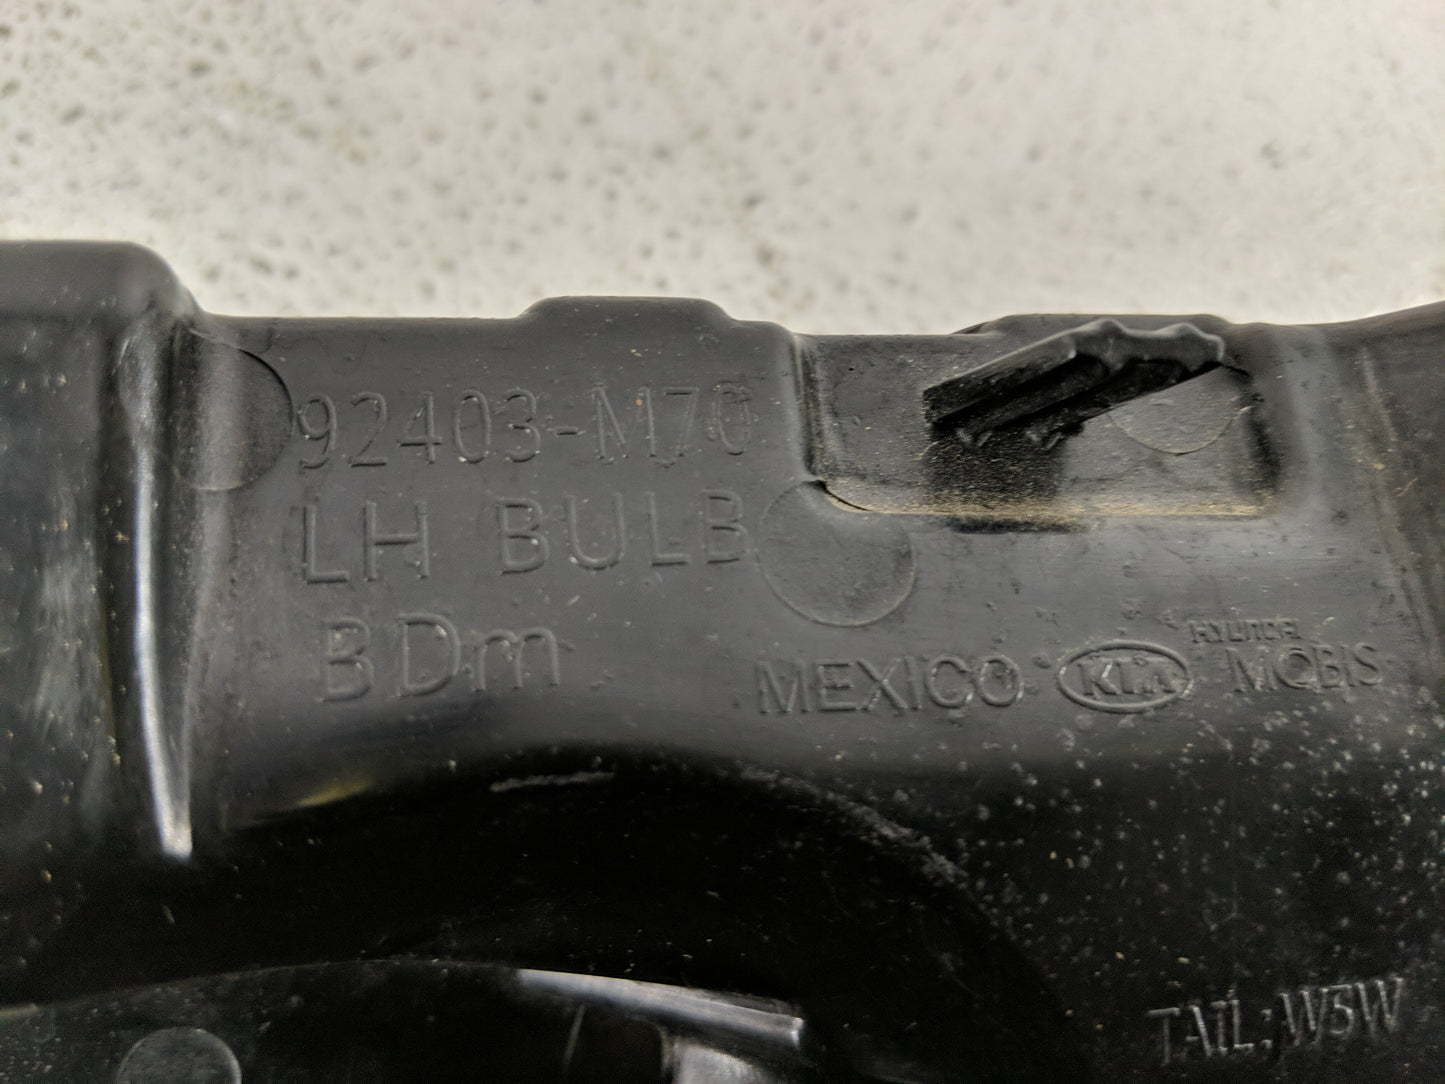 92403-M70
LH BULB
BDm
MEXICO KIA HYUNDAI MOBIS
TAIL: W5W